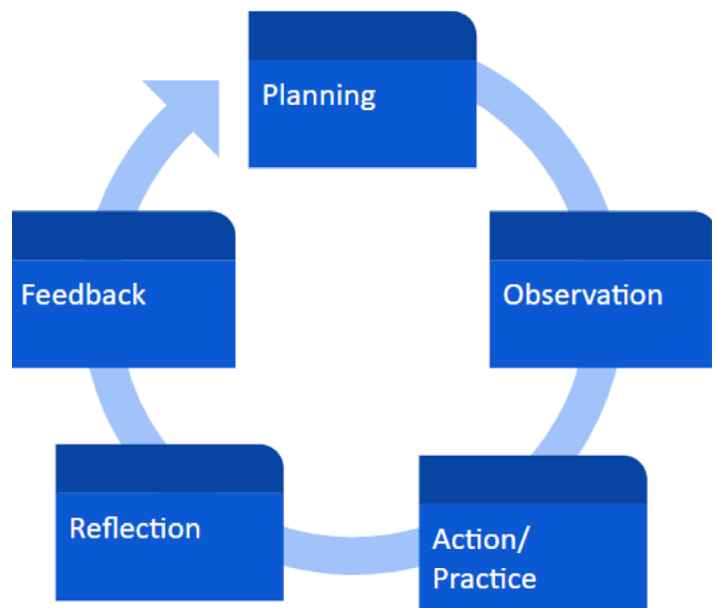 Planning
Observation
Action/
Practice
Reflection
Feedback